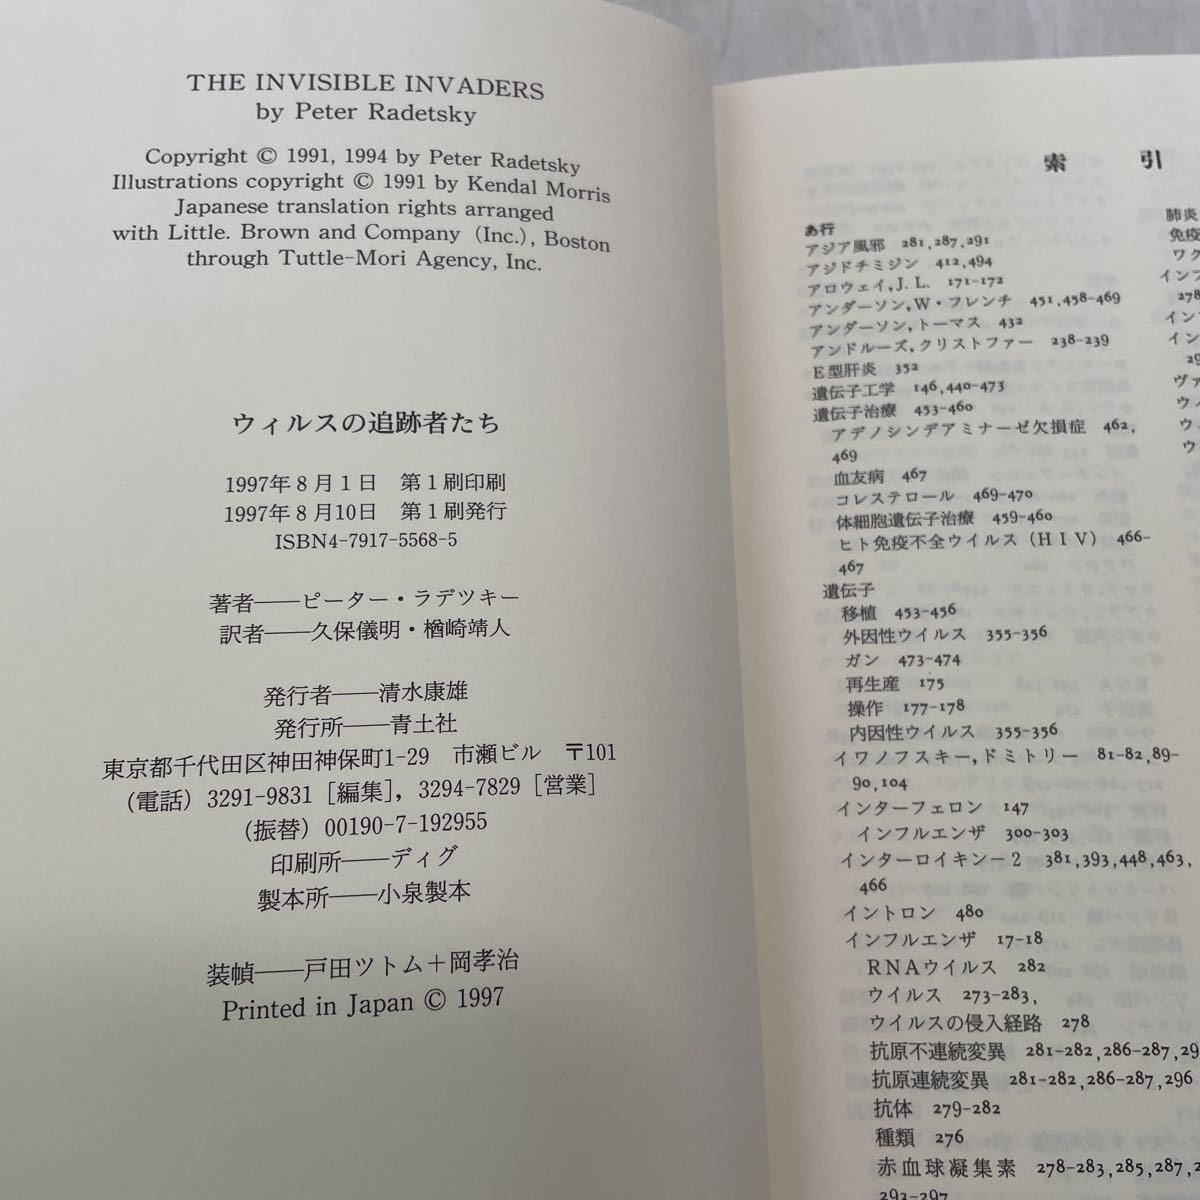 THE INVISIBLE INVADERS
by Peter Radetsky
Copyright © 1991, 1994 by Peter Radetsky
Illustrations copyright © 1991 by Kendal Morris
Japanese translation rights arranged
with Little. Brown and Company (Inc.), Boston
through Tuttle-Mori Agency, Inc.
ウィルスの追跡者たち
1997年8月1日　第1刷印刷
1997年8月10日　第1刷発行
ISBN4-7917-5568-5
著者――ピーター・ラデツキー
訳者――久保儀明・楢崎靖人
発行者――清水康雄
発行所――青土社
東京都千代田区神田神保町1-29　市瀬ビル　〒101
（電話）3291-9831［編集］, 3294-7829［営業］
（振替）00190-7-192955
印刷所――ディグ
製本所――小泉製本
装幀――戸田ツトム＋岡孝治
Printed in Japan © 1997
索　引
あ行
アジア風邪　281,287,291
アジドチミジン　412,494
アロウェイ,J.L.　171-172
アンダーソン,W・フレンチ　451,458-469
アンダーソン,トーマス　432
アンドルーズ,クリストファー　238-239
E型肝炎　352
遺伝子工学　146,440-473
遺伝子治療　453-460
アデノシンデアミナーゼ欠損症　462,
469
血友病　467
コレステロール　469-470
体細胞遺伝子治療　459-460
ヒト免疫不全ウイルス（HIV）　466-
467
遺伝子
移植　453-456
外因性ウイルス　355-356
ガン　473-474
再生産　175
操作　177-178
内因性ウイルス　355-356
イワノフスキー,ドミトリー　81-82,89-
90,104
インターフェロン　147
インフルエンザ　300-303
インターロイキン－2　381,393,448,463,
466
イントロン　480
インフルエンザ　17-18
RNAウイルス　282
ウイルス　273-283,
ウイルスの侵入経路　278
抗原不連続変異　281-282,286-287,29
抗原連続変異　281-282,286-287,296
抗体　279-282
種類　276
赤血球凝集素　278-283,285,287,2
293-297
肺炎
免疫
ワク
インフ
278
イン
イン
29
ヴァ
ウィ
ウ
ウ